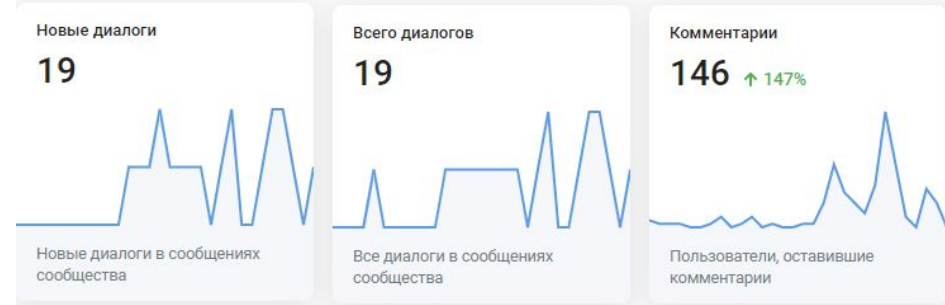 Новые диалоги
19
Новые диалоги в сообщениях
сообщества
Всего диалогов
19
Все диалоги в сообщениях
сообщества
Комментарии
146 ↑ 147%
Пользователи, оставившие
комментарии